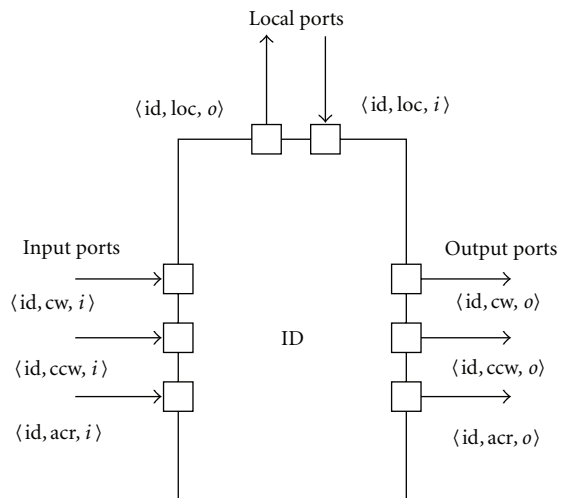 Local ports
⟨id, loc, o⟩
⟨id, loc, i⟩
Input ports
Output ports
⟨id, cw, i⟩
⟨id, cw, o⟩
ID
⟨id, ccw, i⟩
⟨id, ccw, o⟩
⟨id, acr, i⟩
⟨id, acr, o⟩